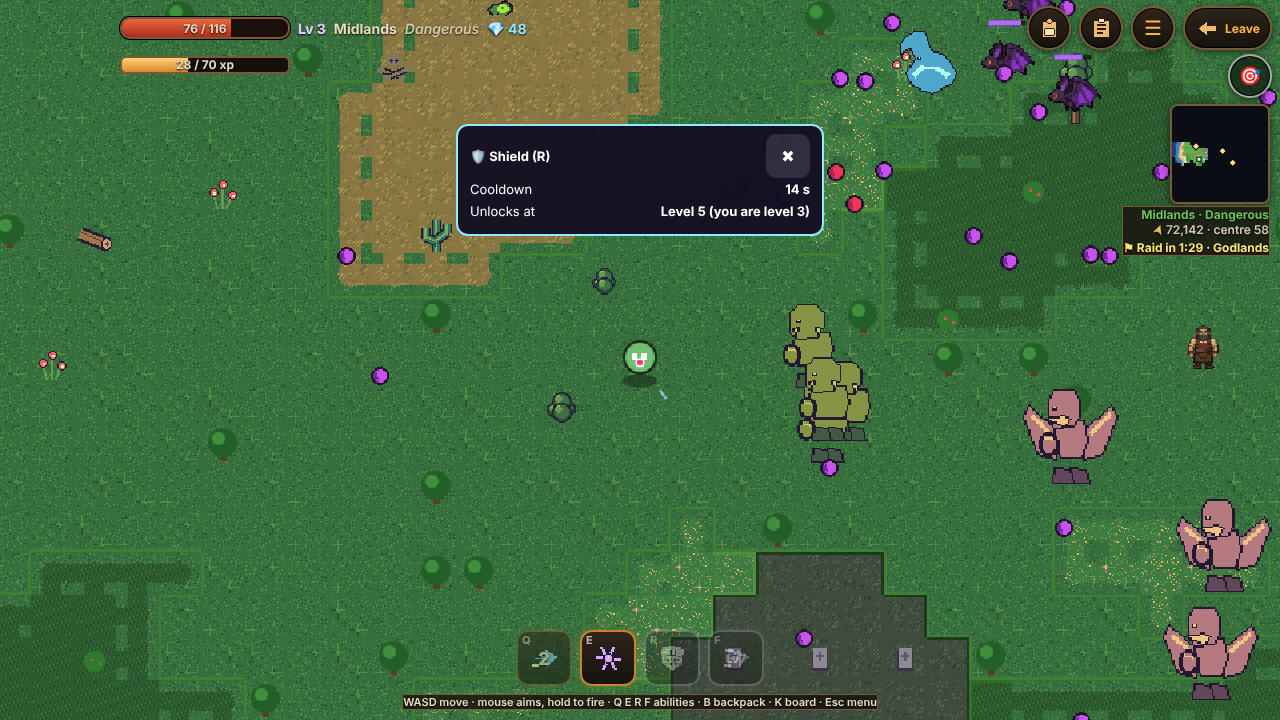 76 / 116
Lv 3 Midlands Dangerous 48
28 / 70 xp
Leave
Shield (R)
Cooldown 14 s
Unlocks at Level 5 (you are level 3)
Midlands · Dangerous
72,142 · centre 58
Raid in 1:29 · Godlands
Q E R F
WASD move · mouse aims, hold to fire · Q E R F abilities · B backpack · K board · Esc menu